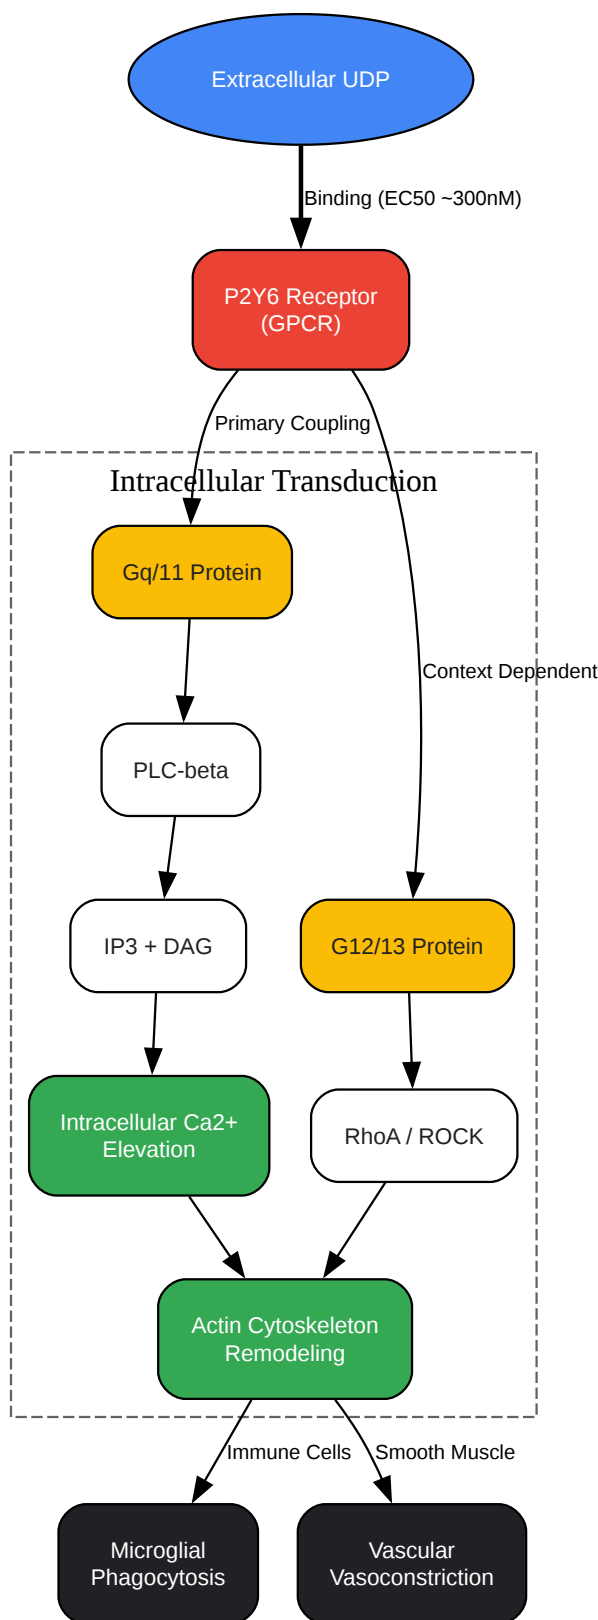 Extracellular UDP
Binding (EC50 ~300nM)
P2Y6 Receptor
(GPCR)
Primary Coupling
Intracellular Transduction
Gq/11 Protein
Context Dependent
PLC-beta
IP3 + DAG
G12/13 Protein
Intracellular Ca2+
Elevation
RhoA / ROCK
Actin Cytoskeleton
Remodeling
Immune Cells
Smooth Muscle
Microglial
Phagocytosis
Vascular
Vasoconstriction